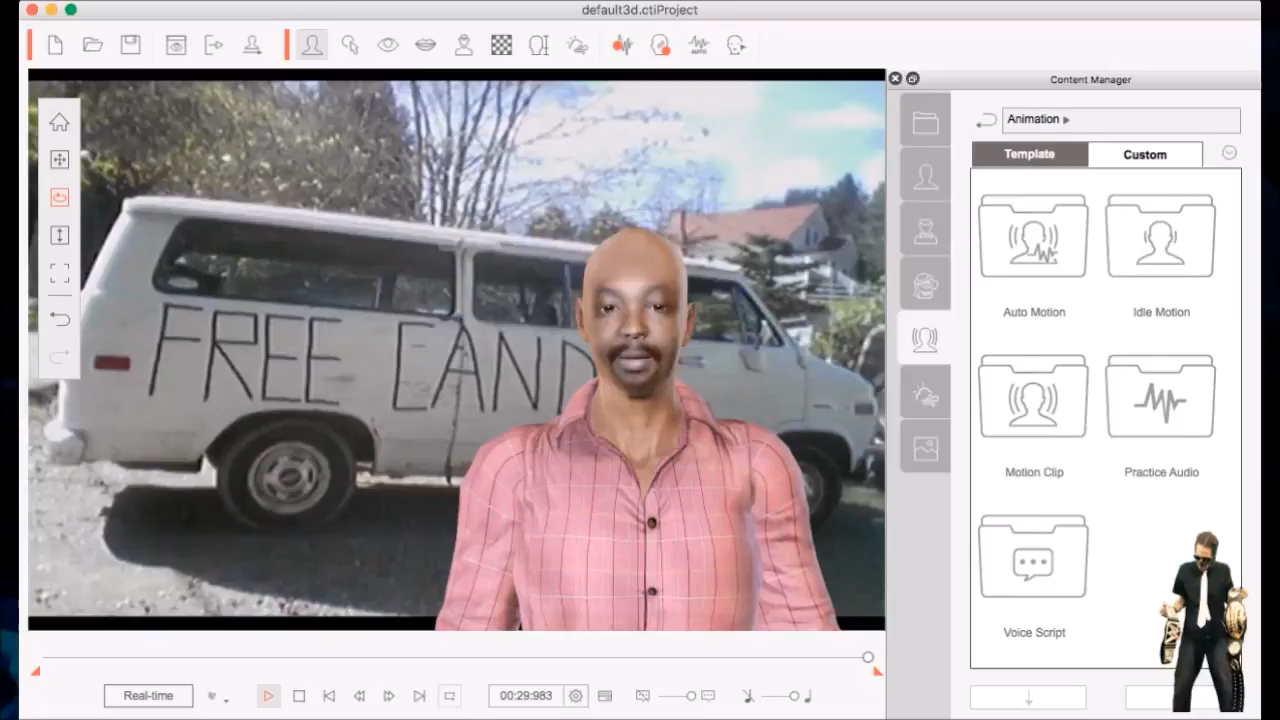 default3d.ctiProject
AUTO
Content Manager
Animation
Template
Custom
FREE CAND
Auto Motion
Idle Motion
Motion Clip
Practice Audio
Voice Script
Real-time
00:29:983